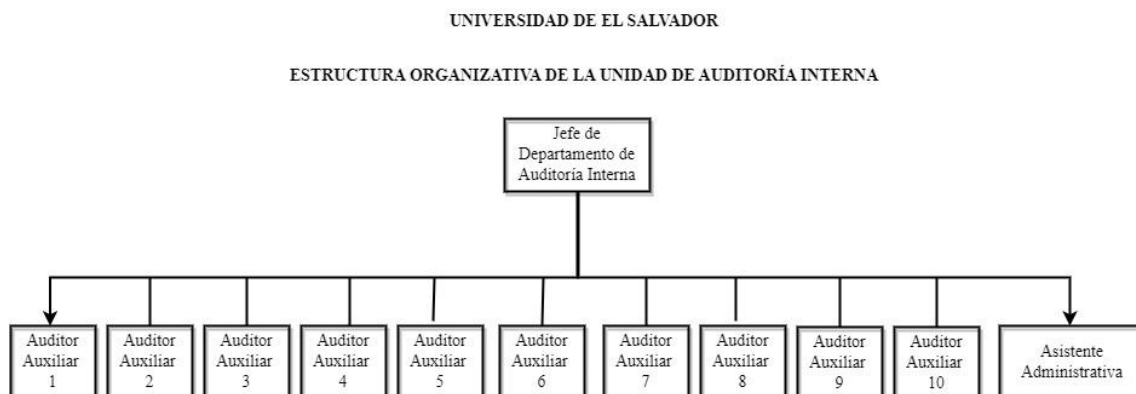 UNIVERSIDAD DE EL SALVADOR
ESTRUCTURA ORGANIZATIVA DE LA UNIDAD DE AUDITORÍA INTERNA
Jefe de
Departamento de
Auditoría Interna
Auditor
Auxiliar
1
Auditor
Auxiliar
2
Auditor
Auxiliar
3
Auditor
Auxiliar
4
Auditor
Auxiliar
5
Auditor
Auxiliar
6
Auditor
Auxiliar
7
Auditor
Auxiliar
8
Auditor
Auxiliar
9
Auditor
Auxiliar
10
Asistente
Administrativa